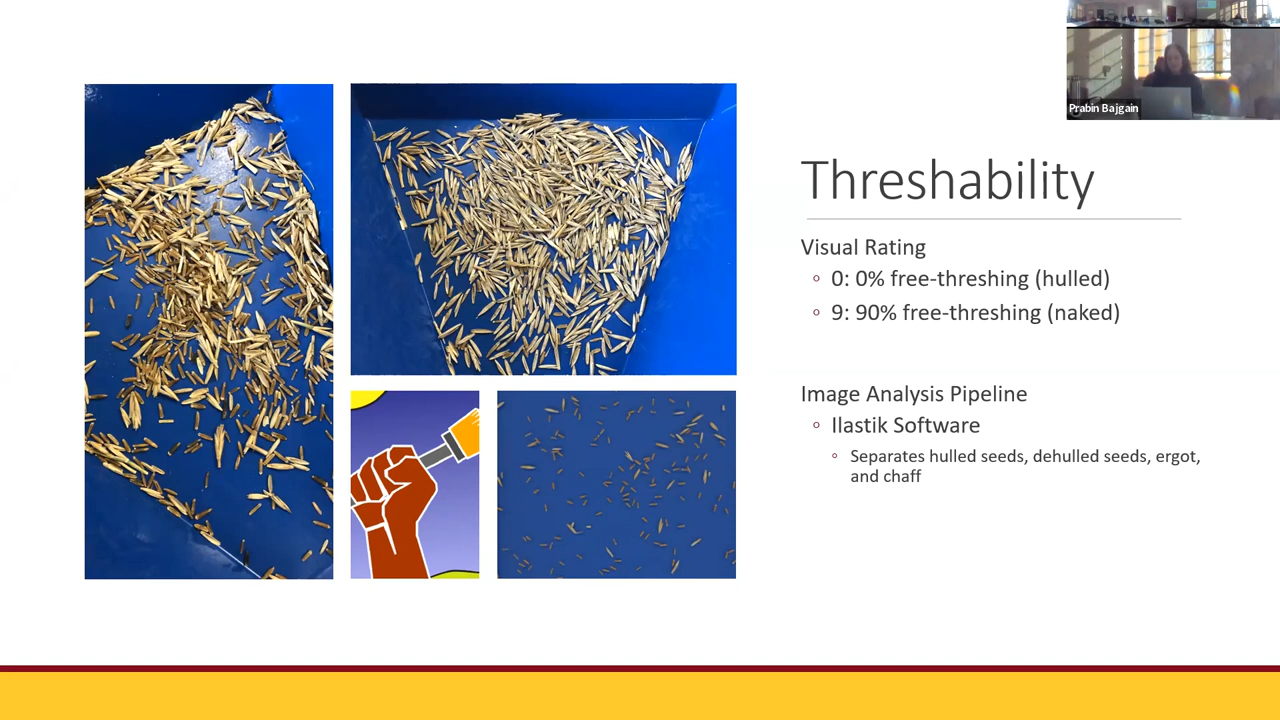 Prabin Bajgain
Threshability
Visual Rating
◦ 0: 0% free-threshing (hulled)
◦ 9: 90% free-threshing (naked)
Image Analysis Pipeline
◦ Ilastik Software
◦ Separates hulled seeds, dehulled seeds, ergot,
and chaff